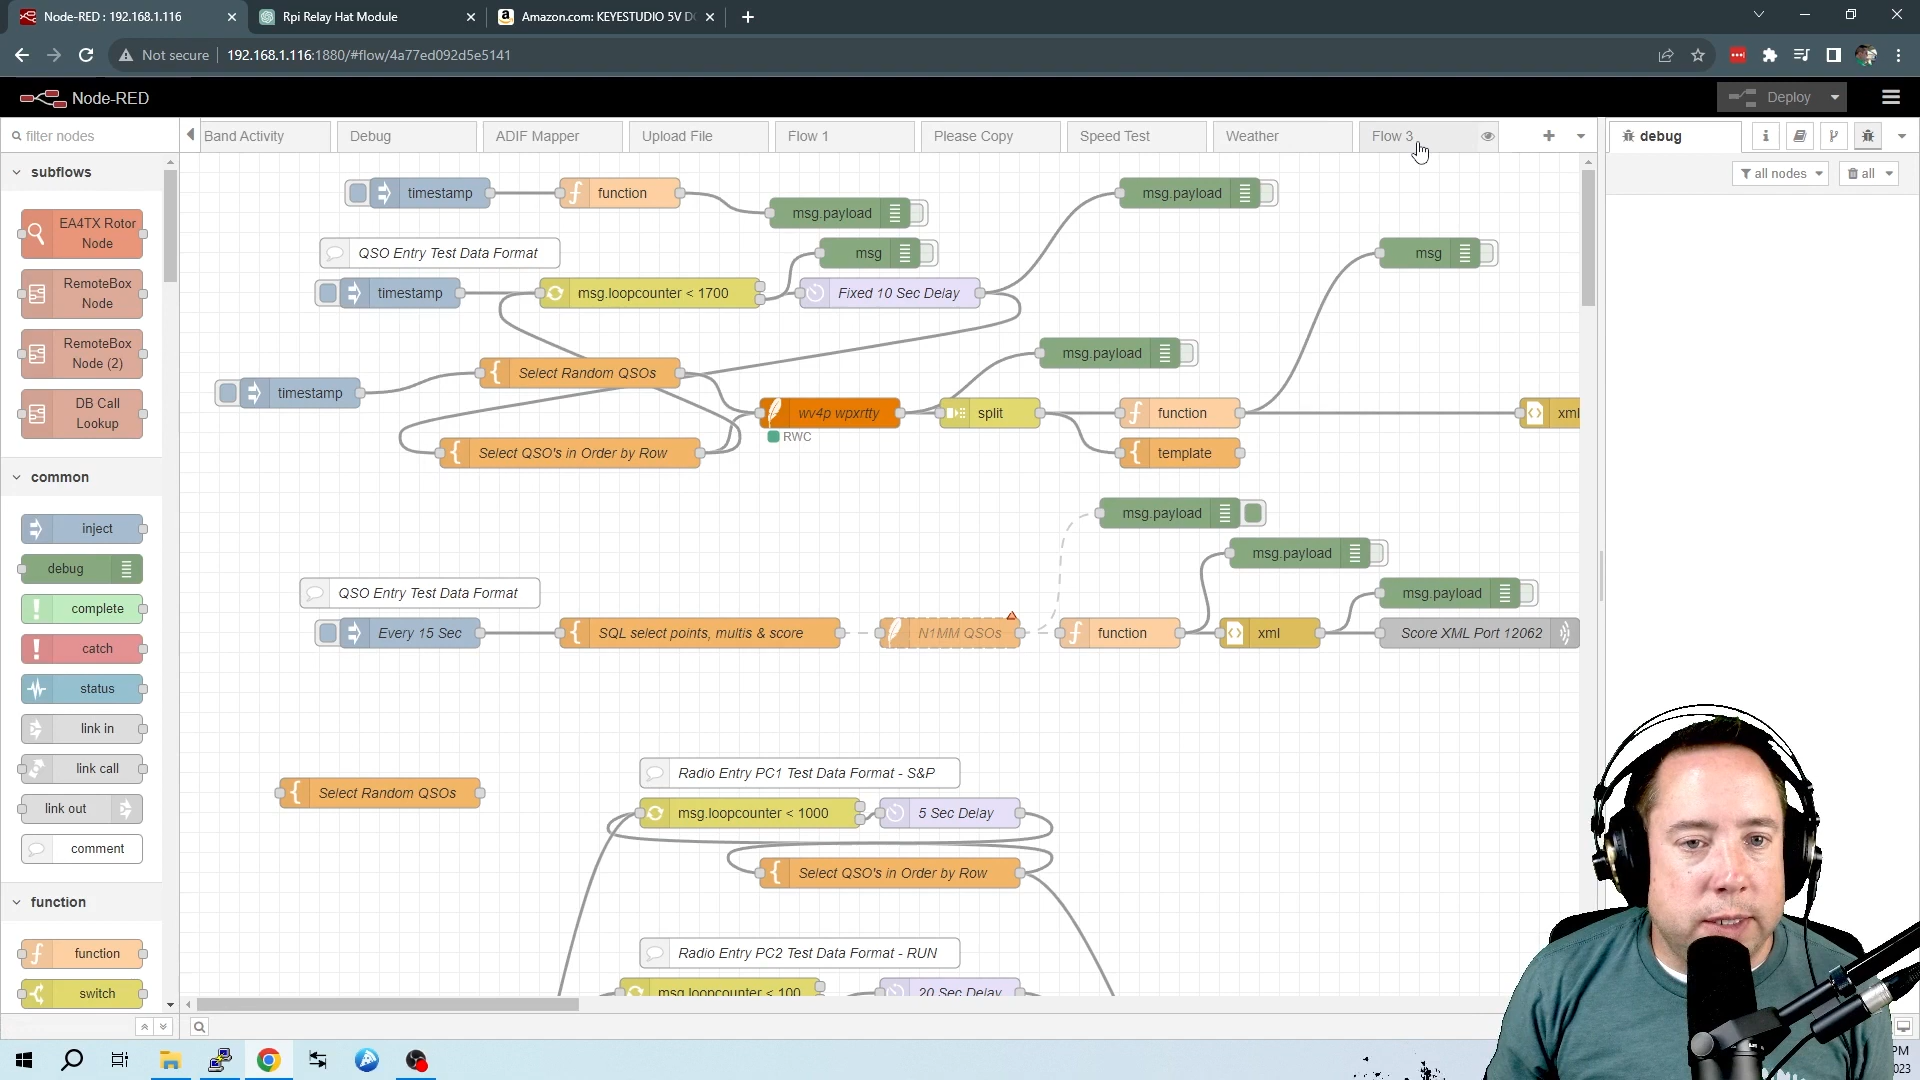 Node-RED : 192.168.1.116
Rpi Relay Hat Module
Amazon.com: KEYESTUDIO 5V DC
Not secure
192.168.1.116:1880/#flow/4a77ed092d5e5141
Node-RED
Deploy
filter nodes
Band Activity
Debug
ADIF Mapper
Upload File
Flow 1
Please Copy
Speed Test
Weather
Flow 3
debug
all nodes
all
subflows
EA4TX Rotor
Node
RemoteBox
Node
RemoteBox
Node (2)
DB Call
Lookup
common
inject
debug
complete
catch
status
link in
link call
link out
comment
function
function
switch
timestamp
function
msg.payload
msg.payload
QSO Entry Test Data Format
msg
msg
timestamp
msg.loopcounter < 1700
Fixed 10 Sec Delay
msg.payload
Select Random QSOs
timestamp
wv4p wpxrtty
RWC
split
function
xml
Select QSO's in Order by Row
template
msg.payload
msg.payload
QSO Entry Test Data Format
msg.payload
Every 15 Sec
SQL select points, multis & score
N1MM QSOs
function
xml
Score XML Port 12062
Radio Entry PC1 Test Data Format - S&P
Select Random QSOs
msg.loopcounter < 1000
5 Sec Delay
Select QSO's in Order by Row
Radio Entry PC2 Test Data Format - RUN
msg.loopcounter < 100
20 Sec Delay
PM
023